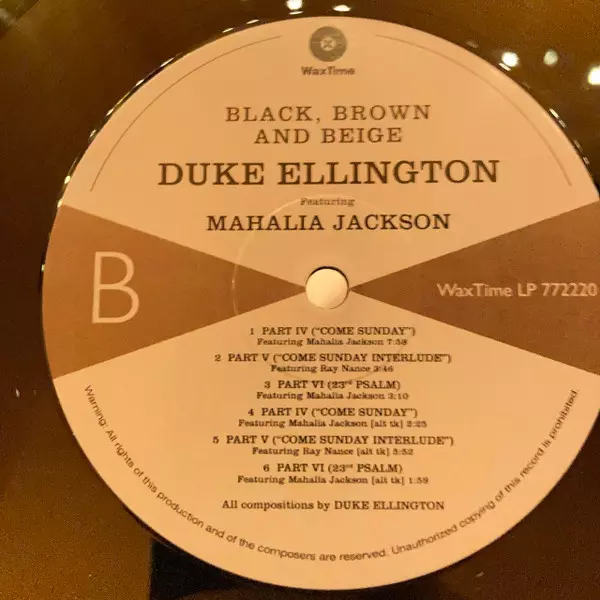 WaxTime
BLACK, BROWN
AND BEIGE
DUKE ELLINGTON
Featuring
MAHALIA JACKSON
B
WaxTime LP 772220
1 PART IV ("COME SUNDAY")
Featuring Mahalia Jackson 7:58
2 PART V ("COME SUNDAY INTERLUDE")
Featuring Ray Nance 3:46
3 PART VI (23rd PSALM)
Featuring Mahalia Jackson 3:10
4 PART IV ("COME SUNDAY")
Featuring Mahalia Jackson [alt tk] 2:25
5 PART V ("COME SUNDAY INTERLUDE")
Featuring Ray Nance [alt tk] 5:52
6 PART VI (23rd PSALM)
Featuring Mahalia Jackson [alt tk] 1:59
All compositions by DUKE ELLINGTON
Warning: All rights of this production and of the composers are reserved. Unauthorized copying of this record is prohibited.